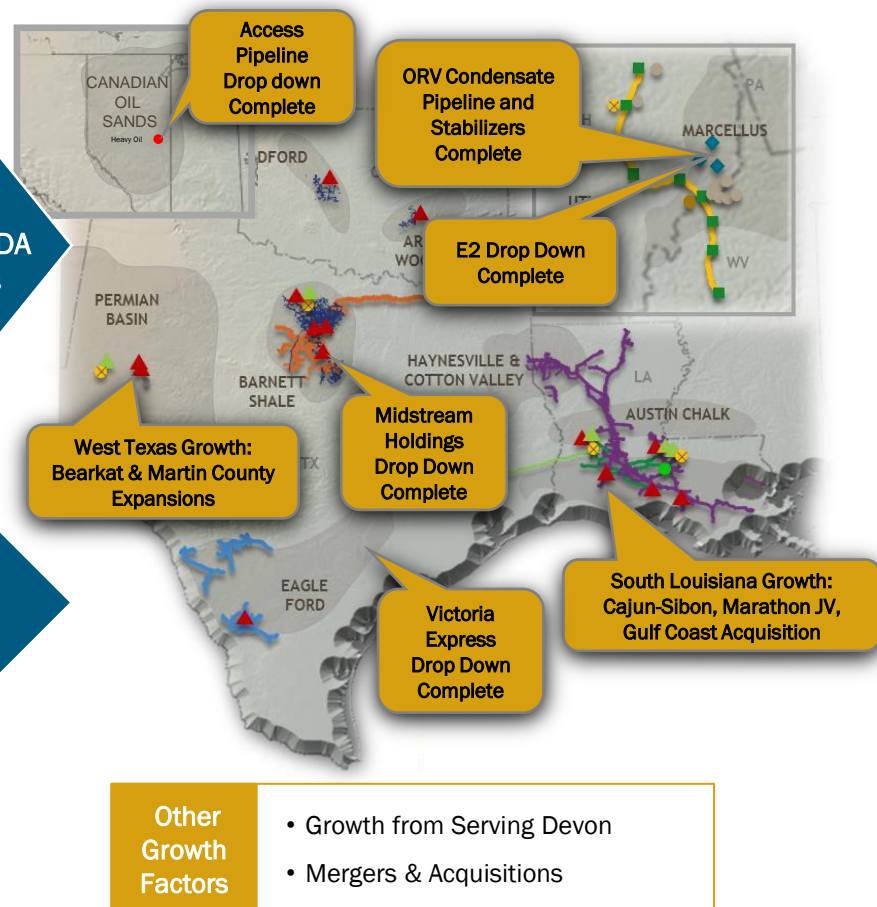 Access
Pipeline
Drop down
Complete
CANADIAN
OIL
SANDS
Heavy Oil
ORV Condensate
Pipeline and
Stabilizers
Complete
PA
MARCELLUS
DFORD
E2 Drop Down
Complete
WV
DA
PERMIAN
BASIN
HAYNESVILLE &
COTTON VALLEY
LA
BARNETT
SHALE
AUSTIN CHALK
Midstream
Holdings
Drop Down
Complete
West Texas Growth:
Bearkat & Martin County
Expansions
TX
EAGLE
FORD
Victoria
Express
Drop Down
Complete
South Louisiana Growth:
Cajun-Sibon, Marathon JV,
Gulf Coast Acquisition
Other
Growth
Factors
• Growth from Serving Devon
• Mergers & Acquisitions